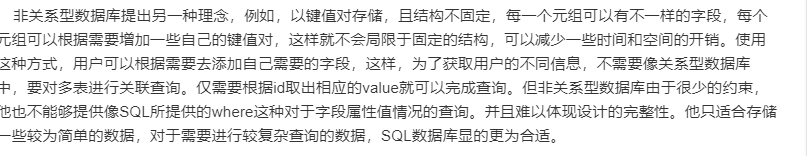 非关系型数据库提出另一种理念，例如，以键值对存储，且结构不固定，每一个元组可以有不一样的字段，每个
元组可以根据需要增加一些自己的键值对，这样就不会局限于固定的结构，可以减少一些时间和空间的开销。使用
这种方式，用户可以根据需要去添加自己需要的字段，这样，为了获取用户的不同信息，不需要像关系型数据库
中，要对多表进行关联查询。仅需要根据id取出相应的value就可以完成查询。但非关系型数据库由于很少的约束，
他也不能够提供像SQL所提供的where这种对于字段属性值情况的查询。并且难以体现设计的完整性。他只适合存储
一些较为简单的数据，对于需要进行较复杂查询的数据，SQL数据库显的更为合适。